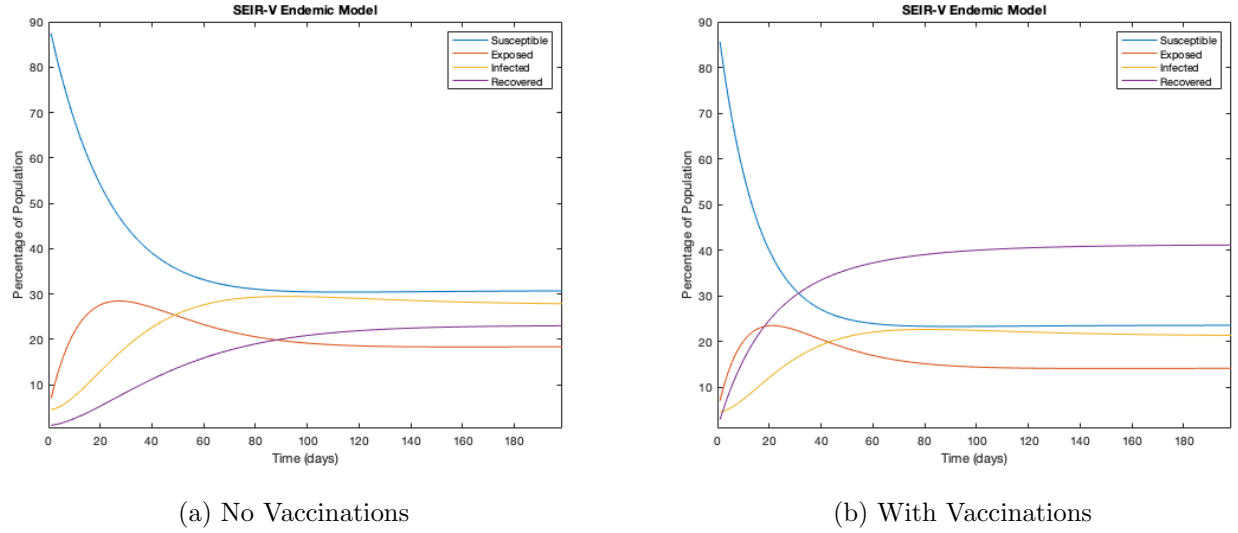 SEIR-V Endemic Model
90
80
70
60
50
40
30
20
10
0 20 40 60 80 100 120 140 160 180
Percentage of Population
Time (days)
Susceptible
Exposed
Infected
Recovered
(a) No Vaccinations
SEIR-V Endemic Model
90
80
70
60
50
40
30
20
10
0 20 40 60 80 100 120 140 160 180
Percentage of Population
Time (days)
Susceptible
Exposed
Infected
Recovered
(b) With Vaccinations